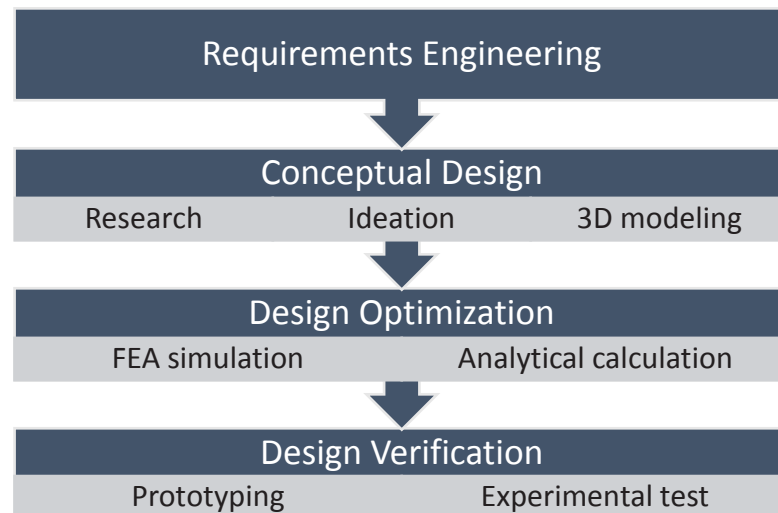 Requirements Engineering
Conceptual Design
Research Ideation 3D modeling
Design Optimization
FEA simulation Analytical calculation
Design Verification
Prototyping Experimental test